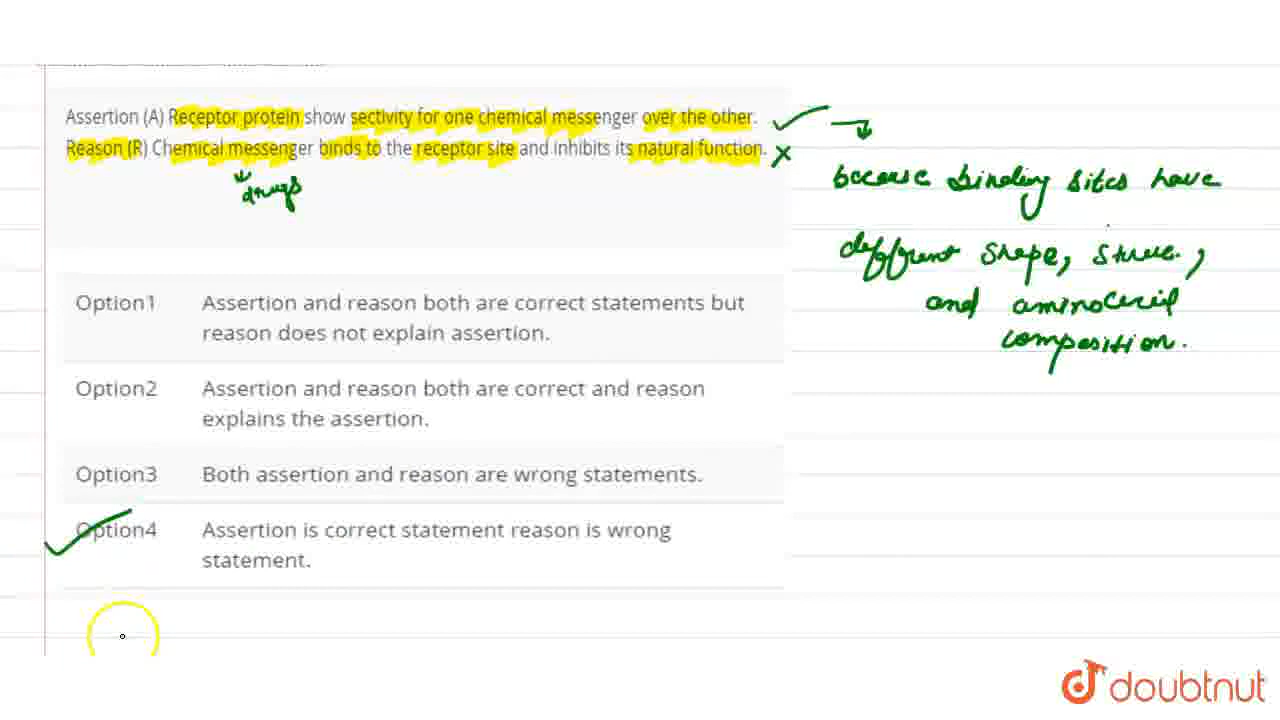 Assertion (A) Receptor protein show sectivity for one chemical messenger over the other.
Reason (R) Chemical messenger binds to the receptor site and inhibits its natural function.
drugs
because binding sites have
different shape, struc.,
and aminoacid
composition.
Option1 Assertion and reason both are correct statements but
reason does not explain assertion.
Option2 Assertion and reason both are correct and reason
explains the assertion.
Option3 Both assertion and reason are wrong statements.
Option4 Assertion is correct statement reason is wrong
statement.
doubtnut